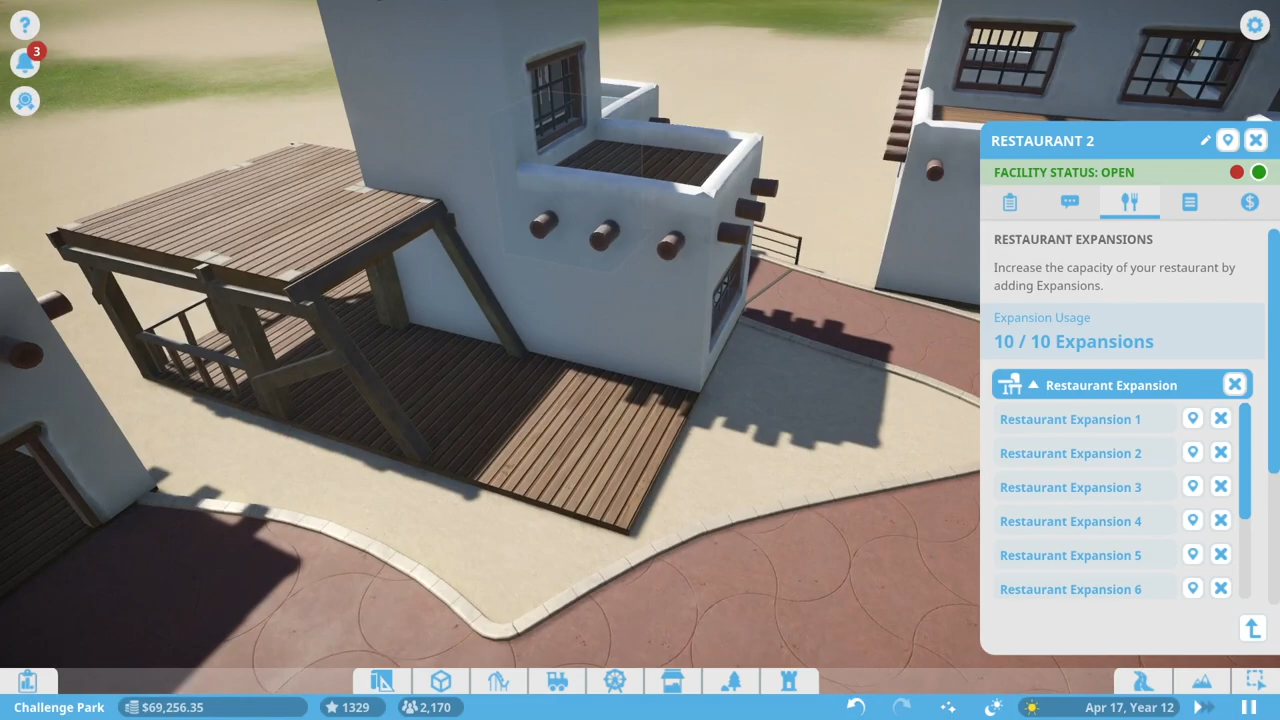 ?
3
RESTAURANT 2
FACILITY STATUS: OPEN
RESTAURANT EXPANSIONS
Increase the capacity of your restaurant by
adding Expansions.
Expansion Usage
10 / 10 Expansions
Restaurant Expansion
Restaurant Expansion 1
Restaurant Expansion 2
Restaurant Expansion 3
Restaurant Expansion 4
Restaurant Expansion 5
Restaurant Expansion 6
Challenge Park
$69,256.35
1329
2,170
Apr 17, Year 12